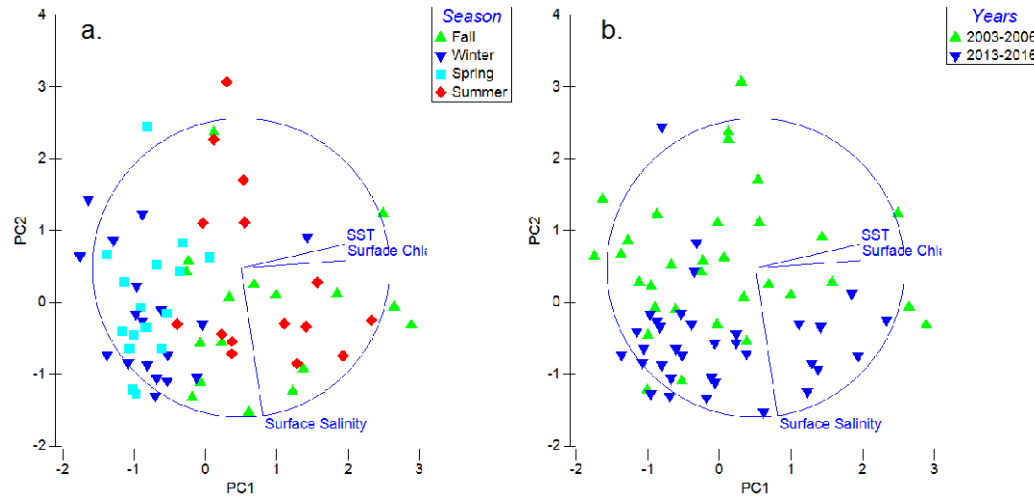 a.
Season
Fall
Winter
Spring
Summer
4
3
2
1
0
-1
-2
PC2
SST
Surface Chla
Surface Salinity
-2
-1
0
1
2
3
PC1
b.
Years
2003-2006
2013-2016
4
3
2
1
0
-1
-2
PC2
SST
Surface Chla
Surface Salinity
-2
-1
0
1
2
3
PC1